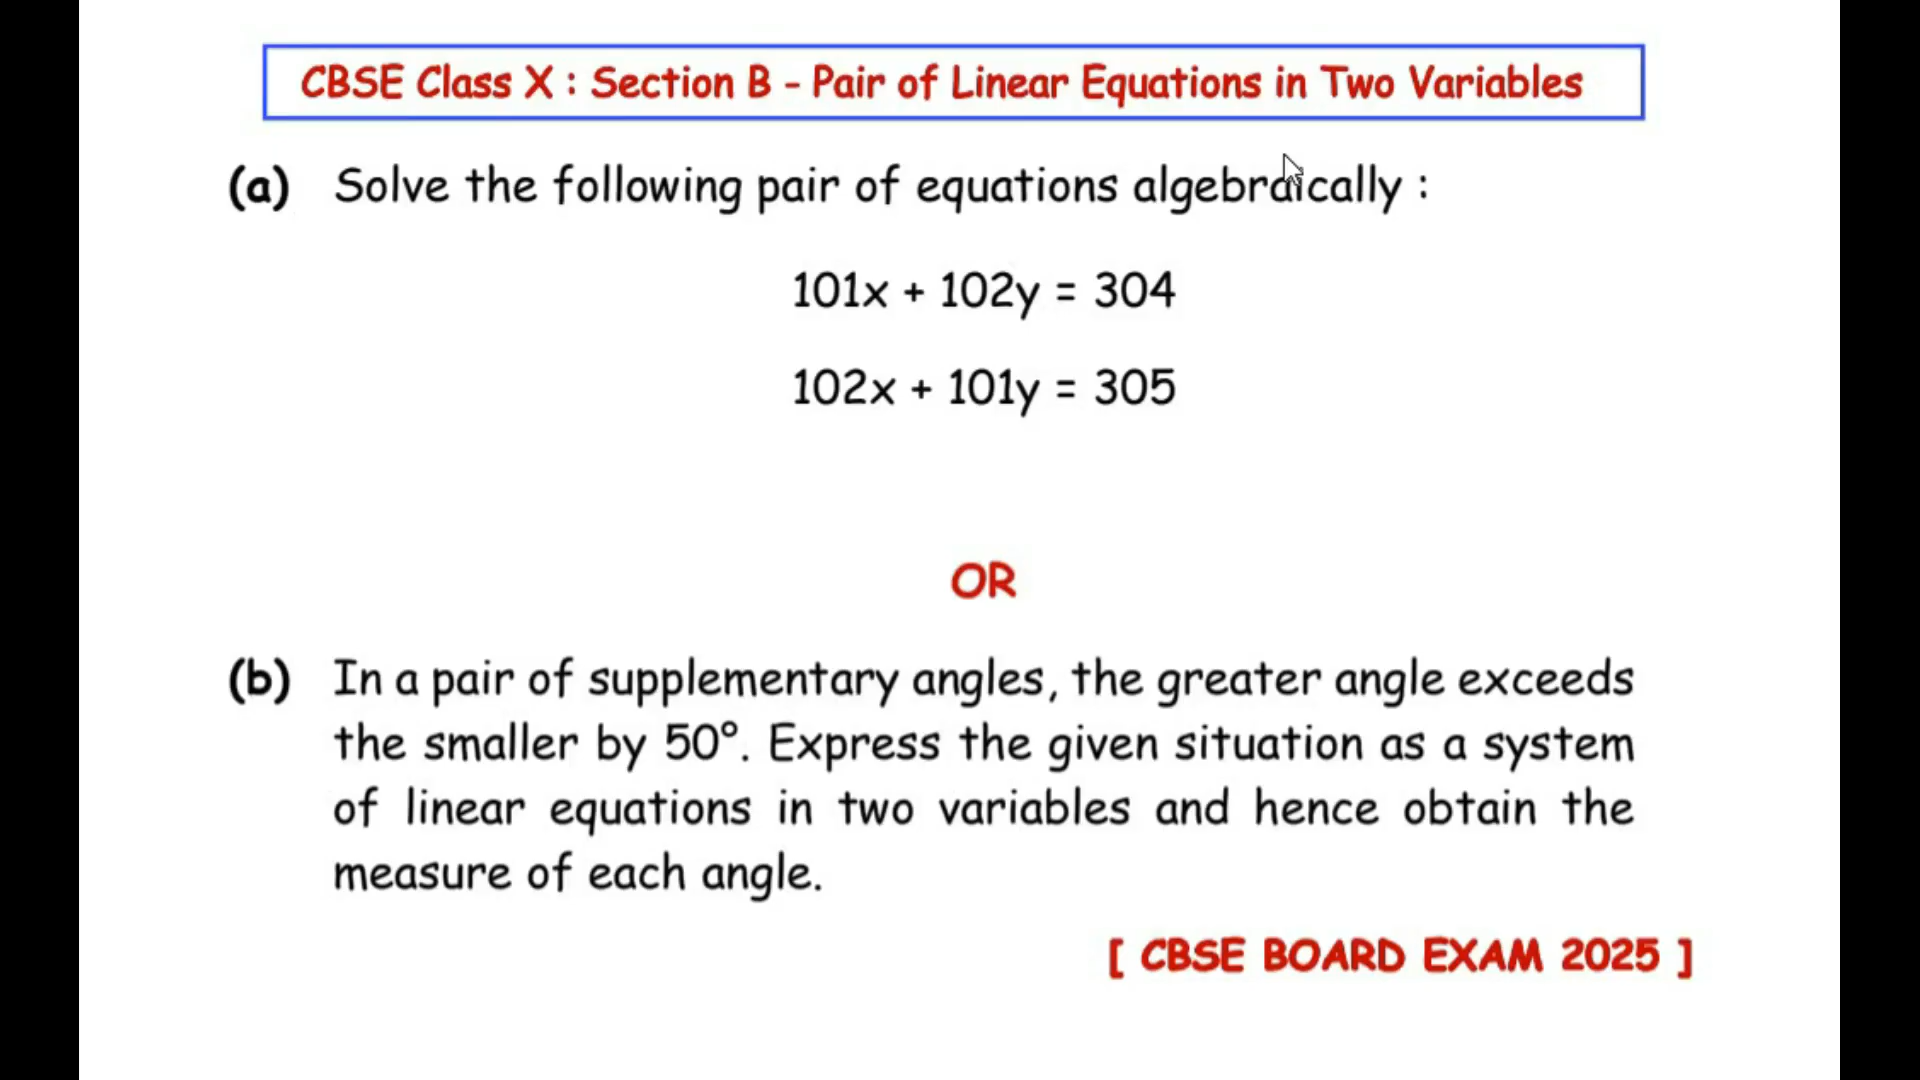 CBSE Class X : Section B - Pair of Linear Equations in Two Variables
(a) Solve the following pair of equations algebraically :
101x + 102y = 304
102x + 101y = 305
OR
(b) In a pair of supplementary angles, the greater angle exceeds
the smaller by 50°. Express the given situation as a system
of linear equations in two variables and hence obtain the
measure of each angle.
[ CBSE BOARD EXAM 2025 ]